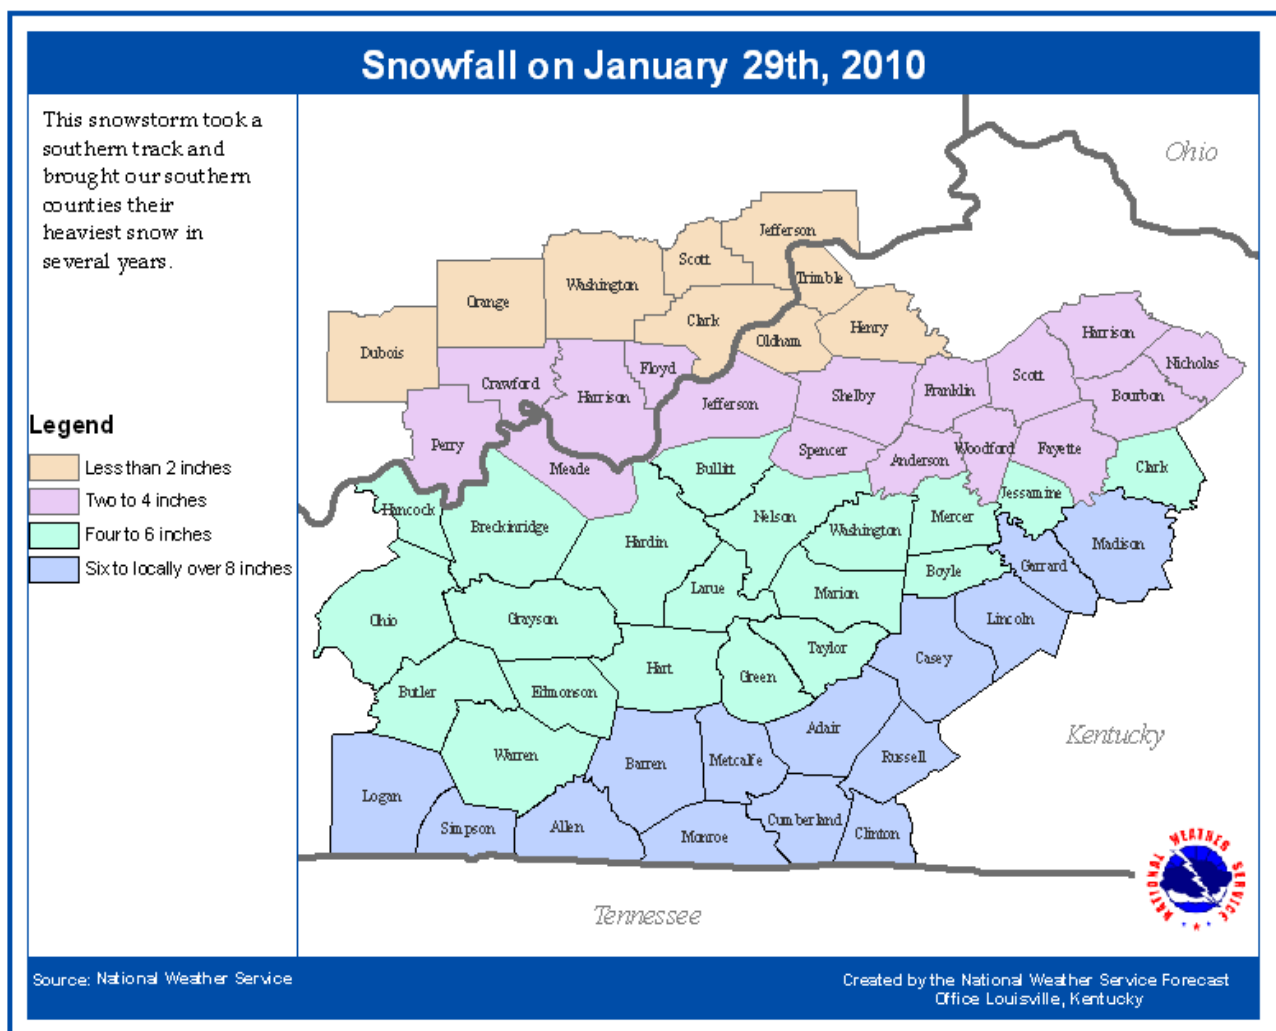 Snowfall on January 29th, 2010
This snowstorm took a
southern track and
brought our southern
counties their
heaviest snow in
several years.
Legend
Less than 2 inches
Two to 4 inches
Four to 6 inches
Six to locally over 8 inches
Ohio
Jefferson
Scott
Trimble
Washington
Orange
Clark
Henry
Oldham
Dubois
Harrison
Nicholas
Floyd
Scott
Crawford
Harrison
Jefferson
Shelby
Franklin
Bourbon
Perry
Meade
Spencer
Anderson
Woodford
Fayette
Bullitt
Clark
Jessamine
Hancock
Breckinridge
Nelson
Mercer
Washington
Hardin
Madison
Garrard
Boyle
Larue
Marion
Ohio
Grayson
Lincoln
Taylor
Casey
Hart
Green
Butler
Edmonson
Adair
Kentucky
Warren
Barren
Metcalfe
Russell
Logan
Simpson
Allen
Monroe
Cumberland
Clinton
Tennessee
NATIONAL WEATHER SERVICE
Source: National Weather Service
Created by the National Weather Service Forecast
Office Louisville, Kentucky